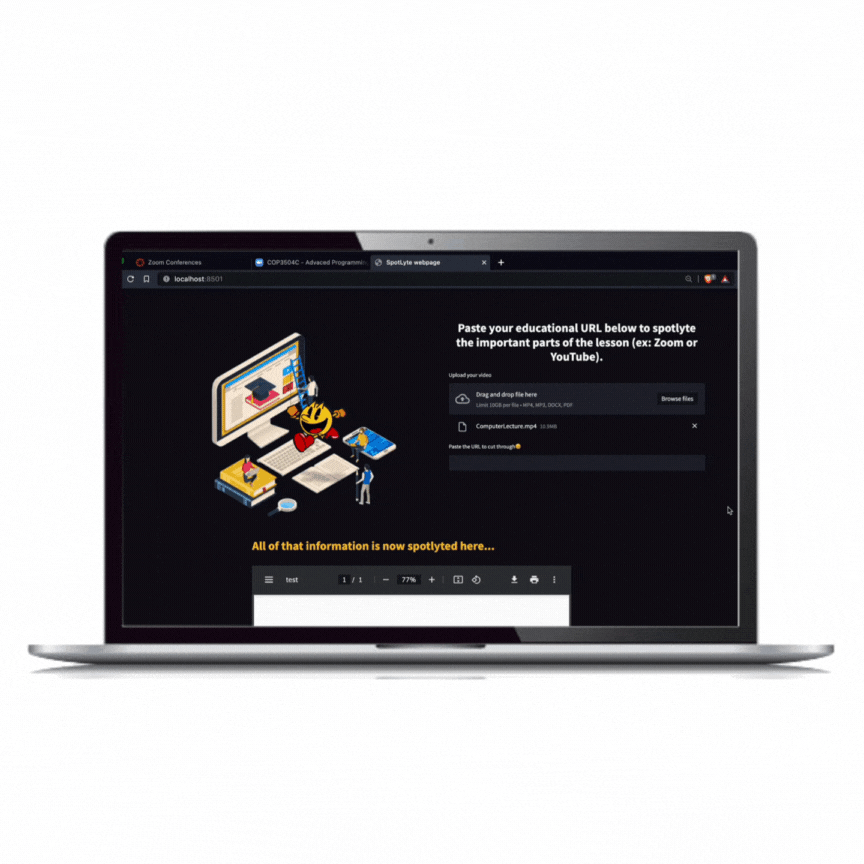 Zoom Conferences
COP3504C - Advaced Programmin
SpotLyte webpage
localhost:8501
Paste your educational URL below to spotlyte
the important parts of the lesson (ex: Zoom or
YouTube).
Upload your video
Drag and drop file here
Limit 10GB per file • MP4, MP3, DOCX, PDF
Browse files
ComputerLecture.mp4
Paste the URL to cut through😀
All of that information is now spotlyted here...
test
1 / 1
77%